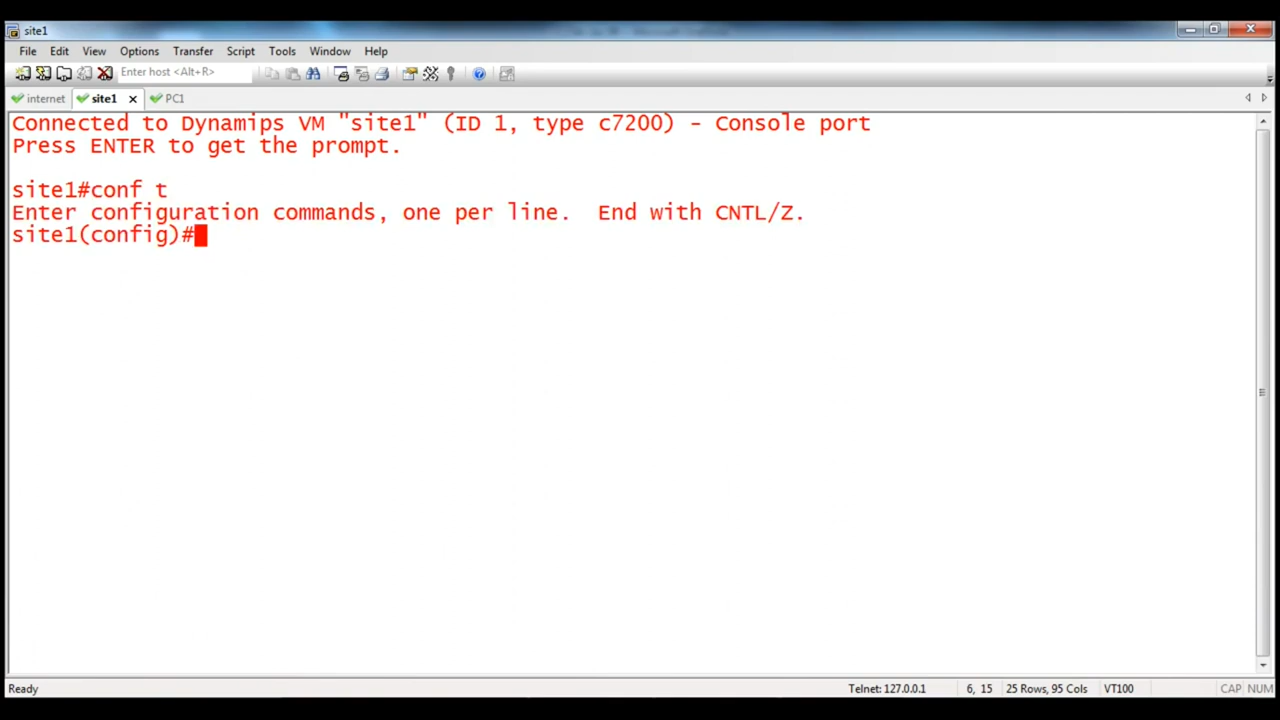 site1
File Edit View Options Transfer Script Tools Window Help
Enter host <Alt+R>
internet site1 PC1
Connected to Dynamips VM "site1" (ID 1, type c7200) - Console port
Press ENTER to get the prompt.
site1#conf t
Enter configuration commands, one per line.  End with CNTL/Z.
site1(config)#
Ready Telnet: 127.0.0.1 6, 15 25 Rows, 95 Cols VT100 CAP NUM